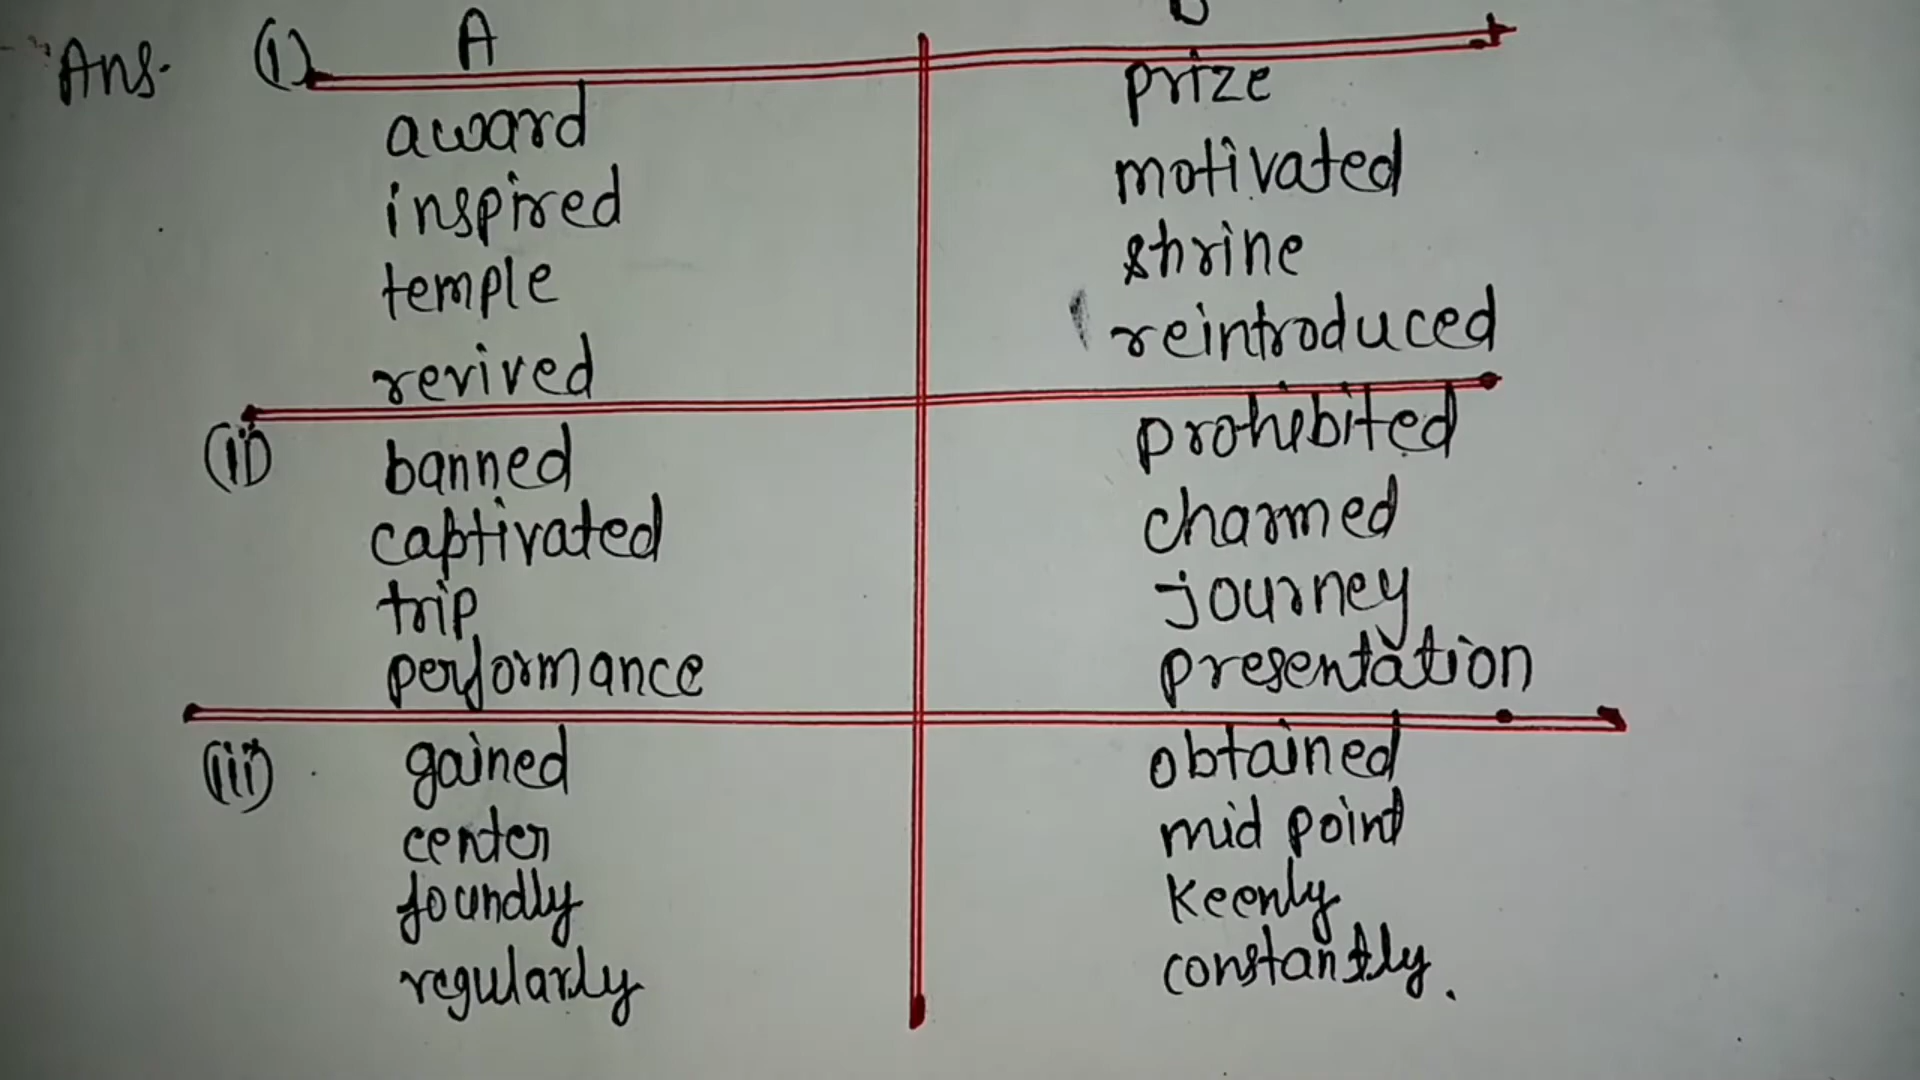 Ans. (i) A B
award prize
inspired motivated
temple shrine
revived reintroduced
(ii) banned prohibited
captivated charmed
trip journey
performance presentation
(iii) gained obtained
center mid point
foundly keenly
regularly constantly.